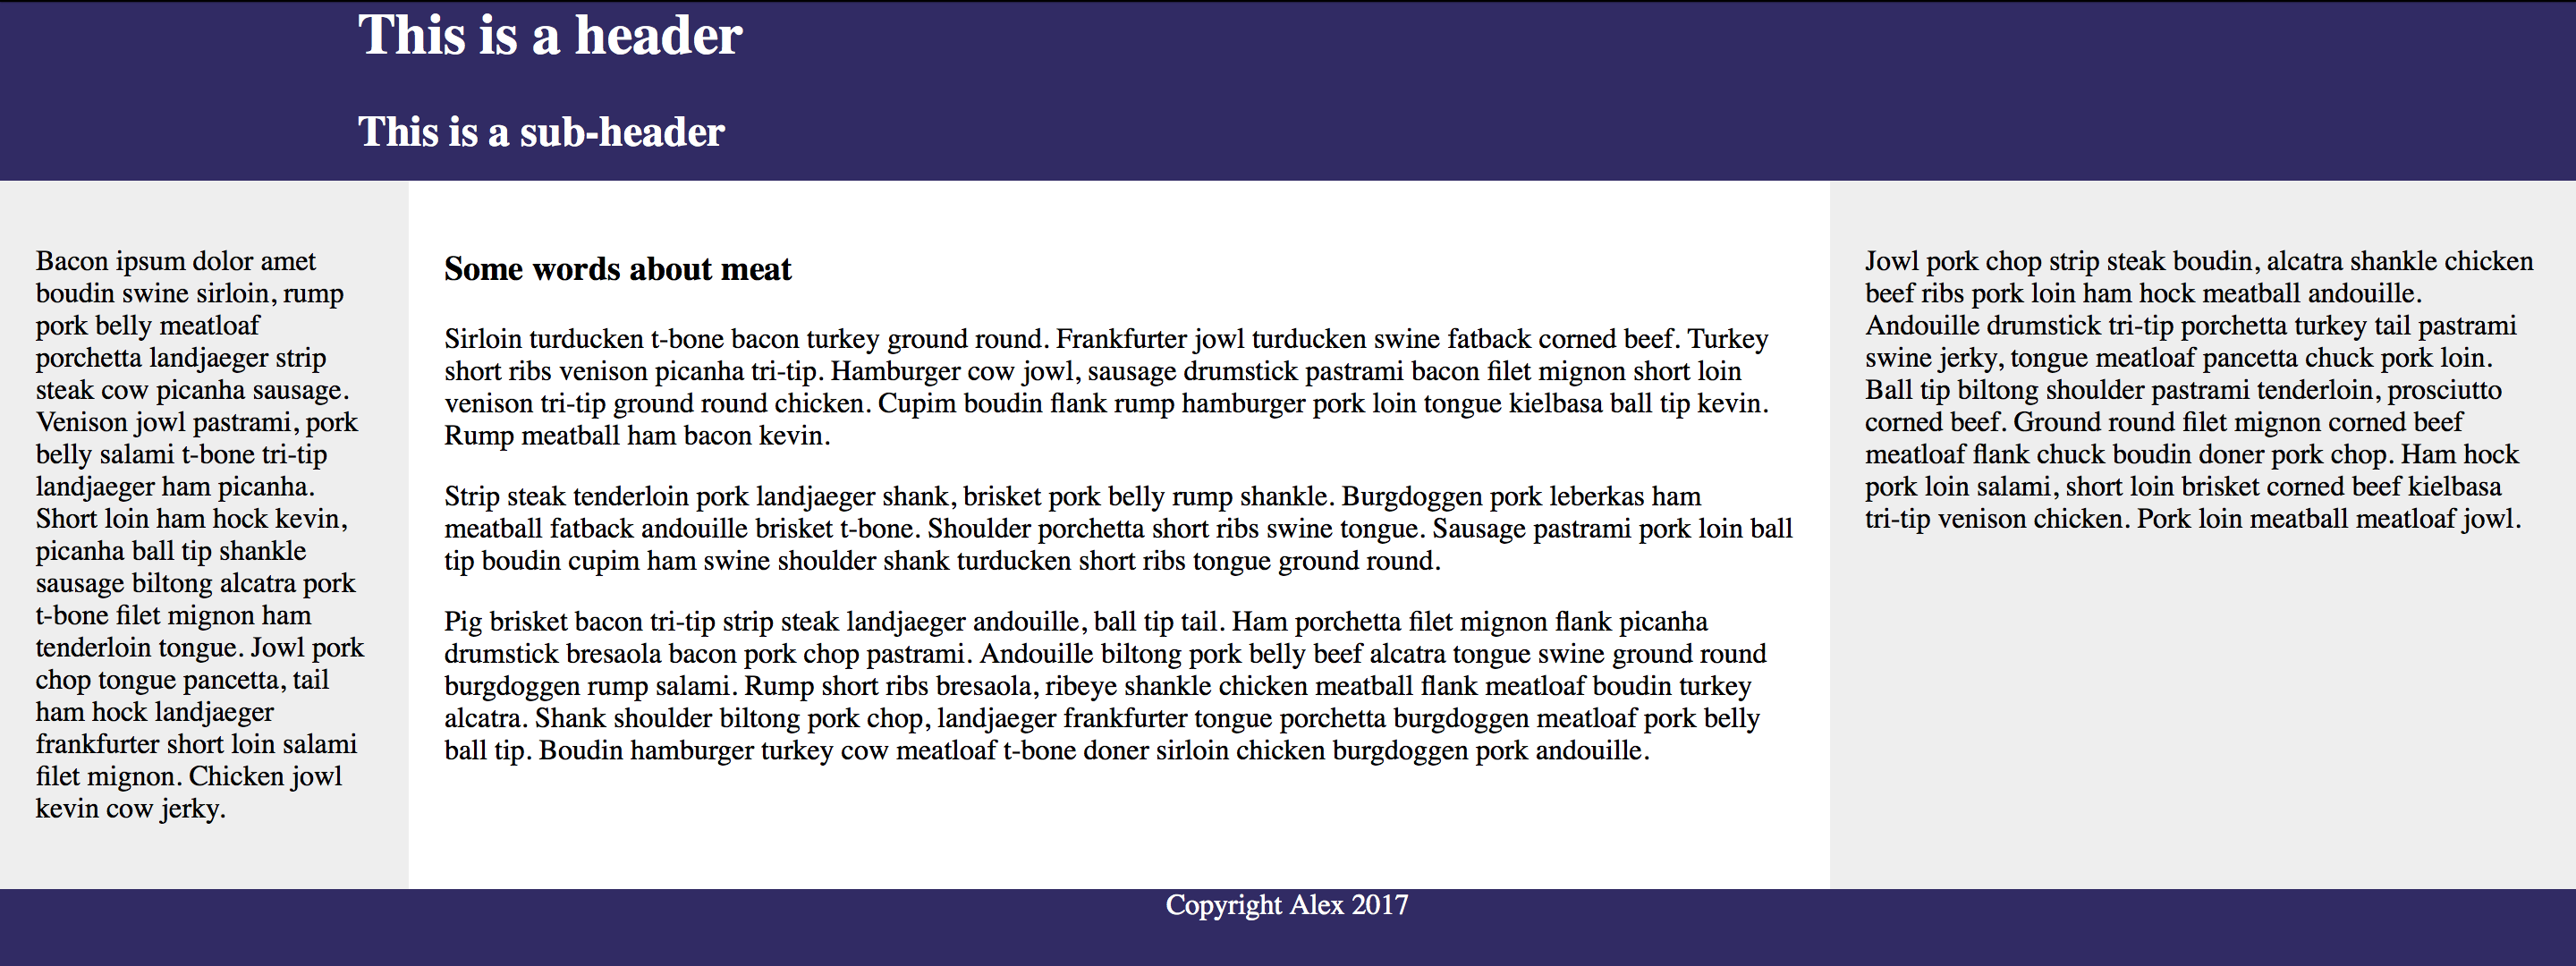 This is a header
This is a sub-header
Bacon ipsum dolor amet
boudin swine sirloin, rump
pork belly meatloaf
porchetta landjaeger strip
steak cow picanha sausage.
Venison jowl pastrami, pork
belly salami t-bone tri-tip
landjaeger ham picanha.
Short loin ham hock kevin,
picanha ball tip shankle
sausage biltong alcatra pork
t-bone filet mignon ham
tenderloin tongue. Jowl pork
chop tongue pancetta, tail
ham hock landjaeger
frankfurter short loin salami
filet mignon. Chicken jowl
kevin cow jerky.
Some words about meat
Sirloin turducken t-bone bacon turkey ground round. Frankfurter jowl turducken swine fatback corned beef. Turkey
short ribs venison picanha tri-tip. Hamburger cow jowl, sausage drumstick pastrami bacon filet mignon short loin
venison tri-tip ground round chicken. Cupim boudin flank rump hamburger pork loin tongue kielbasa ball tip kevin.
Rump meatball ham bacon kevin.
Strip steak tenderloin pork landjaeger shank, brisket pork belly rump shankle. Burgdoggen pork leberkas ham
meatball fatback andouille brisket t-bone. Shoulder porchetta short ribs swine tongue. Sausage pastrami pork loin ball
tip boudin cupim ham swine shoulder shank turducken short ribs tongue ground round.
Pig brisket bacon tri-tip strip steak landjaeger andouille, ball tip tail. Ham porchetta filet mignon flank picanha
drumstick bresaola bacon pork chop pastrami. Andouille biltong pork belly beef alcatra tongue swine ground round
burgdoggen rump salami. Rump short ribs bresaola, ribeye shankle chicken meatball flank meatloaf boudin turkey
alcatra. Shank shoulder biltong pork chop, landjaeger frankfurter tongue porchetta burgdoggen meatloaf pork belly
ball tip. Boudin hamburger turkey cow meatloaf t-bone doner sirloin chicken burgdoggen pork andouille.
Jowl pork chop strip steak boudin, alcatra shankle chicken
beef ribs pork loin ham hock meatball andouille.
Andouille drumstick tri-tip porchetta turkey tail pastrami
swine jerky, tongue meatloaf pancetta chuck pork loin.
Ball tip biltong shoulder pastrami tenderloin, prosciutto
corned beef. Ground round filet mignon corned beef
meatloaf flank chuck boudin doner pork chop. Ham hock
pork loin salami, short loin brisket corned beef kielbasa
tri-tip venison chicken. Pork loin meatball meatloaf jowl.
Copyright Alex 2017